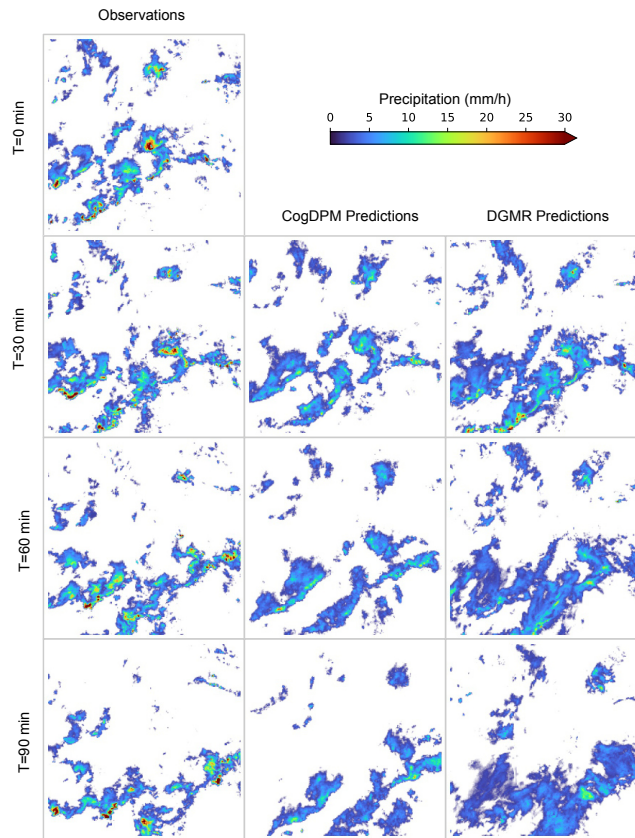 Observations
T=0 min
Precipitation (mm/h)
0 5 10 15 20 25 30
CogDPM Predictions
DGMR Predictions
T=30 min
T=60 min
T=90 min